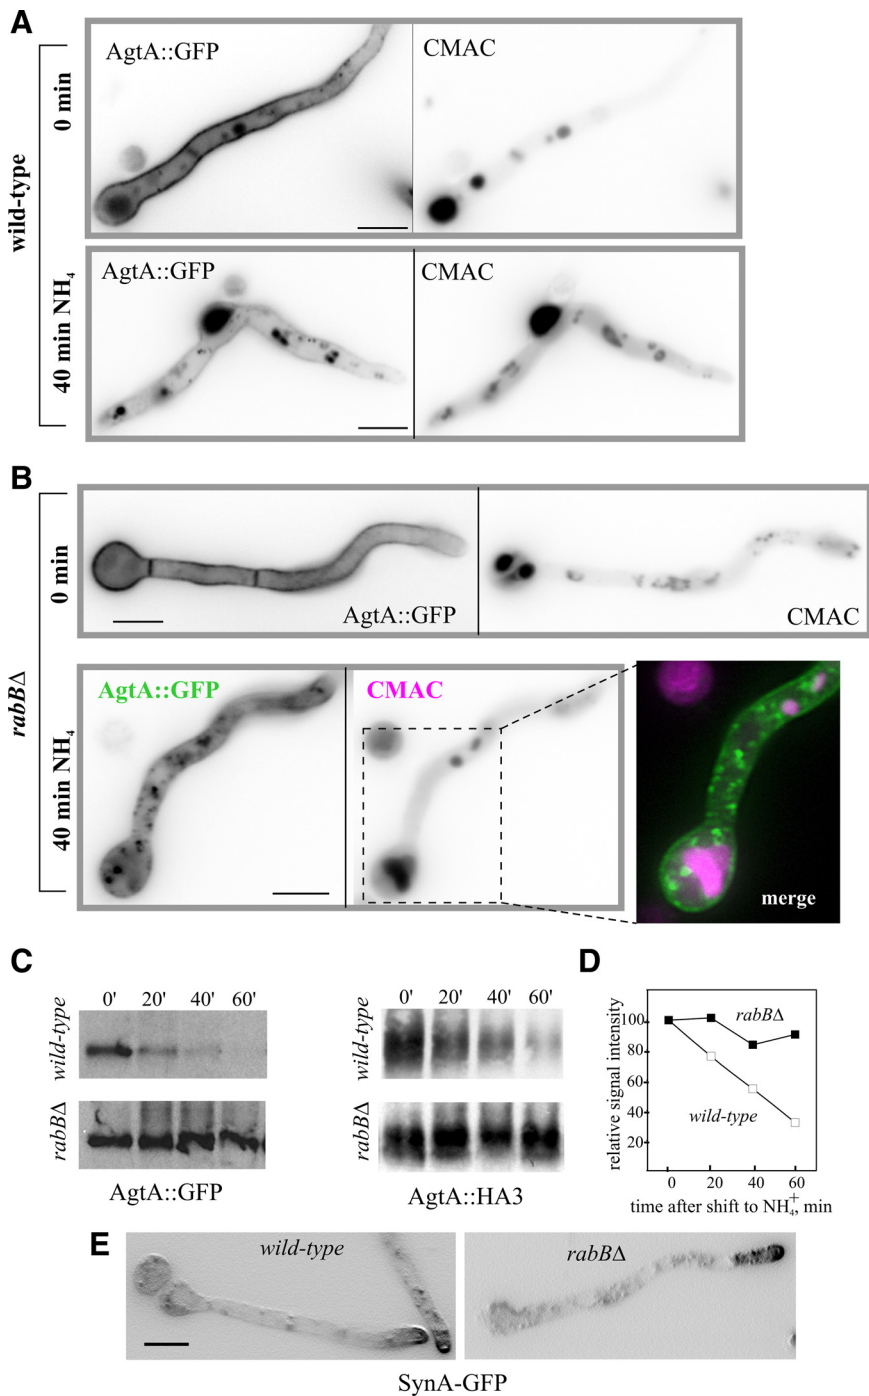 A
wild-type
0 min
AgtA::GFP
CMAC
40 min NH4
AgtA::GFP
CMAC
B
rabBΔ
0 min
AgtA::GFP
CMAC
40 min NH4
AgtA::GFP
CMAC
merge
C
0' 20' 40' 60'
wild-type
rabBΔ
AgtA::GFP
0' 20' 40' 60'
wild-type
rabBΔ
AgtA::HA3
D
relative signal intensity
100
80
60
40
20
rabBΔ
wild-type
0 20 40 60
time after shift to NH4+, min
E
wild-type
rabBΔ
SynA-GFP